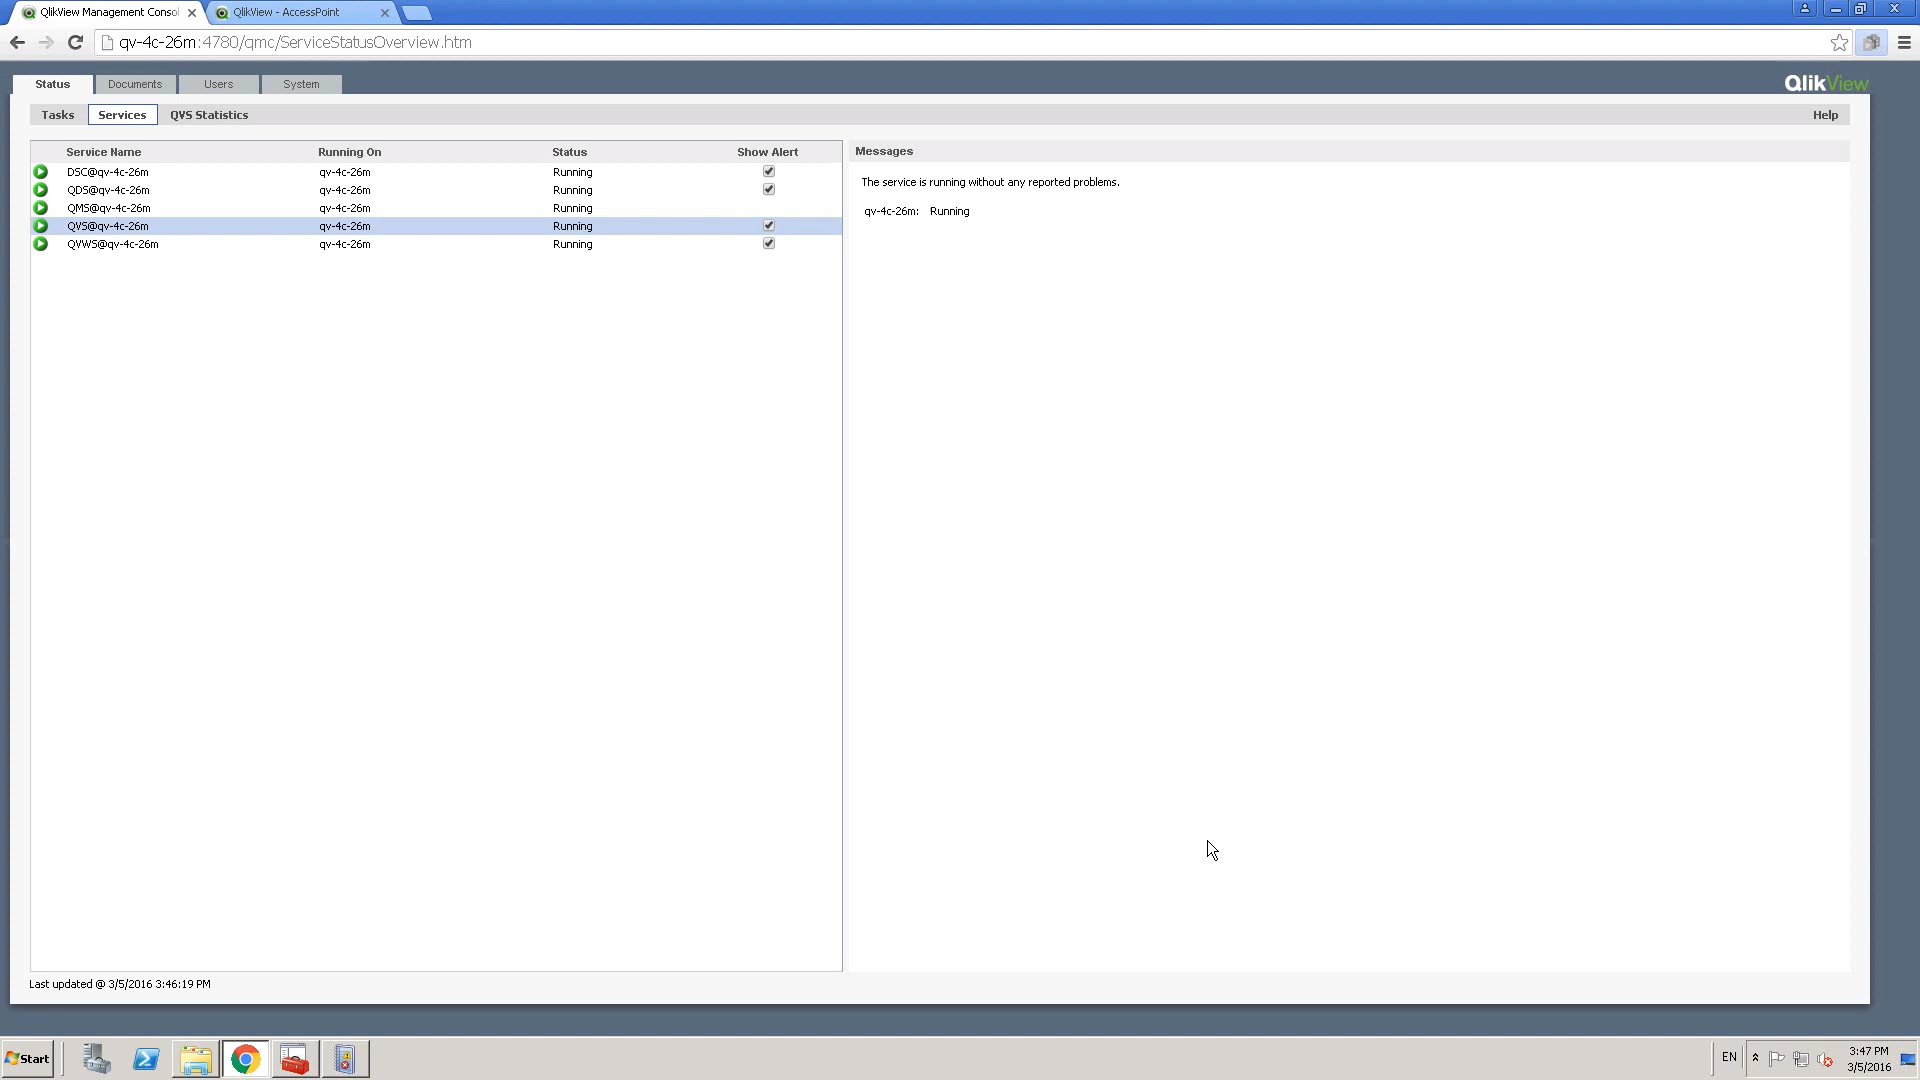 QlikView Management Consol
QlikView - AccessPoint
qv-4c-26m:4780/qmc/ServiceStatusOverview.htm
Status Documents Users System
QlikView
Tasks Services QVS Statistics Help
Service Name Running On Status Show Alert
DSC@qv-4c-26m qv-4c-26m Running
QDS@qv-4c-26m qv-4c-26m Running
QMS@qv-4c-26m qv-4c-26m Running
QVS@qv-4c-26m qv-4c-26m Running
QVWS@qv-4c-26m qv-4c-26m Running
Messages
The service is running without any reported problems.
qv-4c-26m: Running
Last updated @ 3/5/2016 3:46:19 PM
Start
EN
3:47 PM
3/5/2016